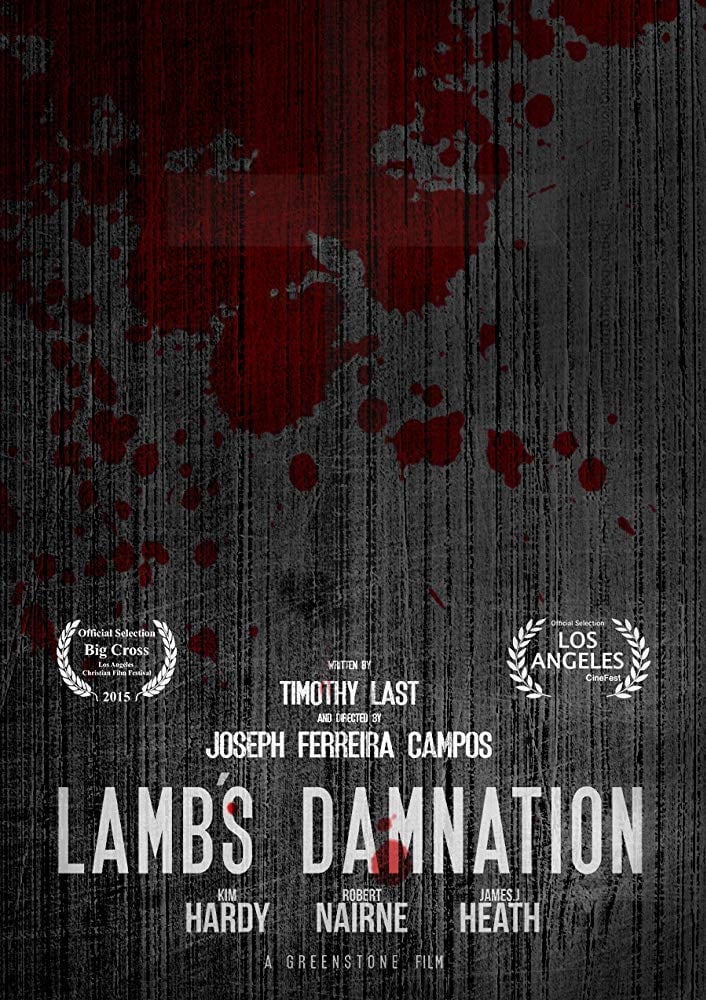 Official Selection
Big Cross
Los Angeles
Christian Film Festival
2015
Official Selection
LOS
ANGELES
CineFest
WRITTEN BY
TIMOTHY LAST
AND DIRECTED BY
JOSEPH FERREIRA CAMPOS
LAMB'S DAMNATION
KIM
HARDY
ROBERT
NAIRNE
JAMES.J
HEATH
A GREENSTONE FILM